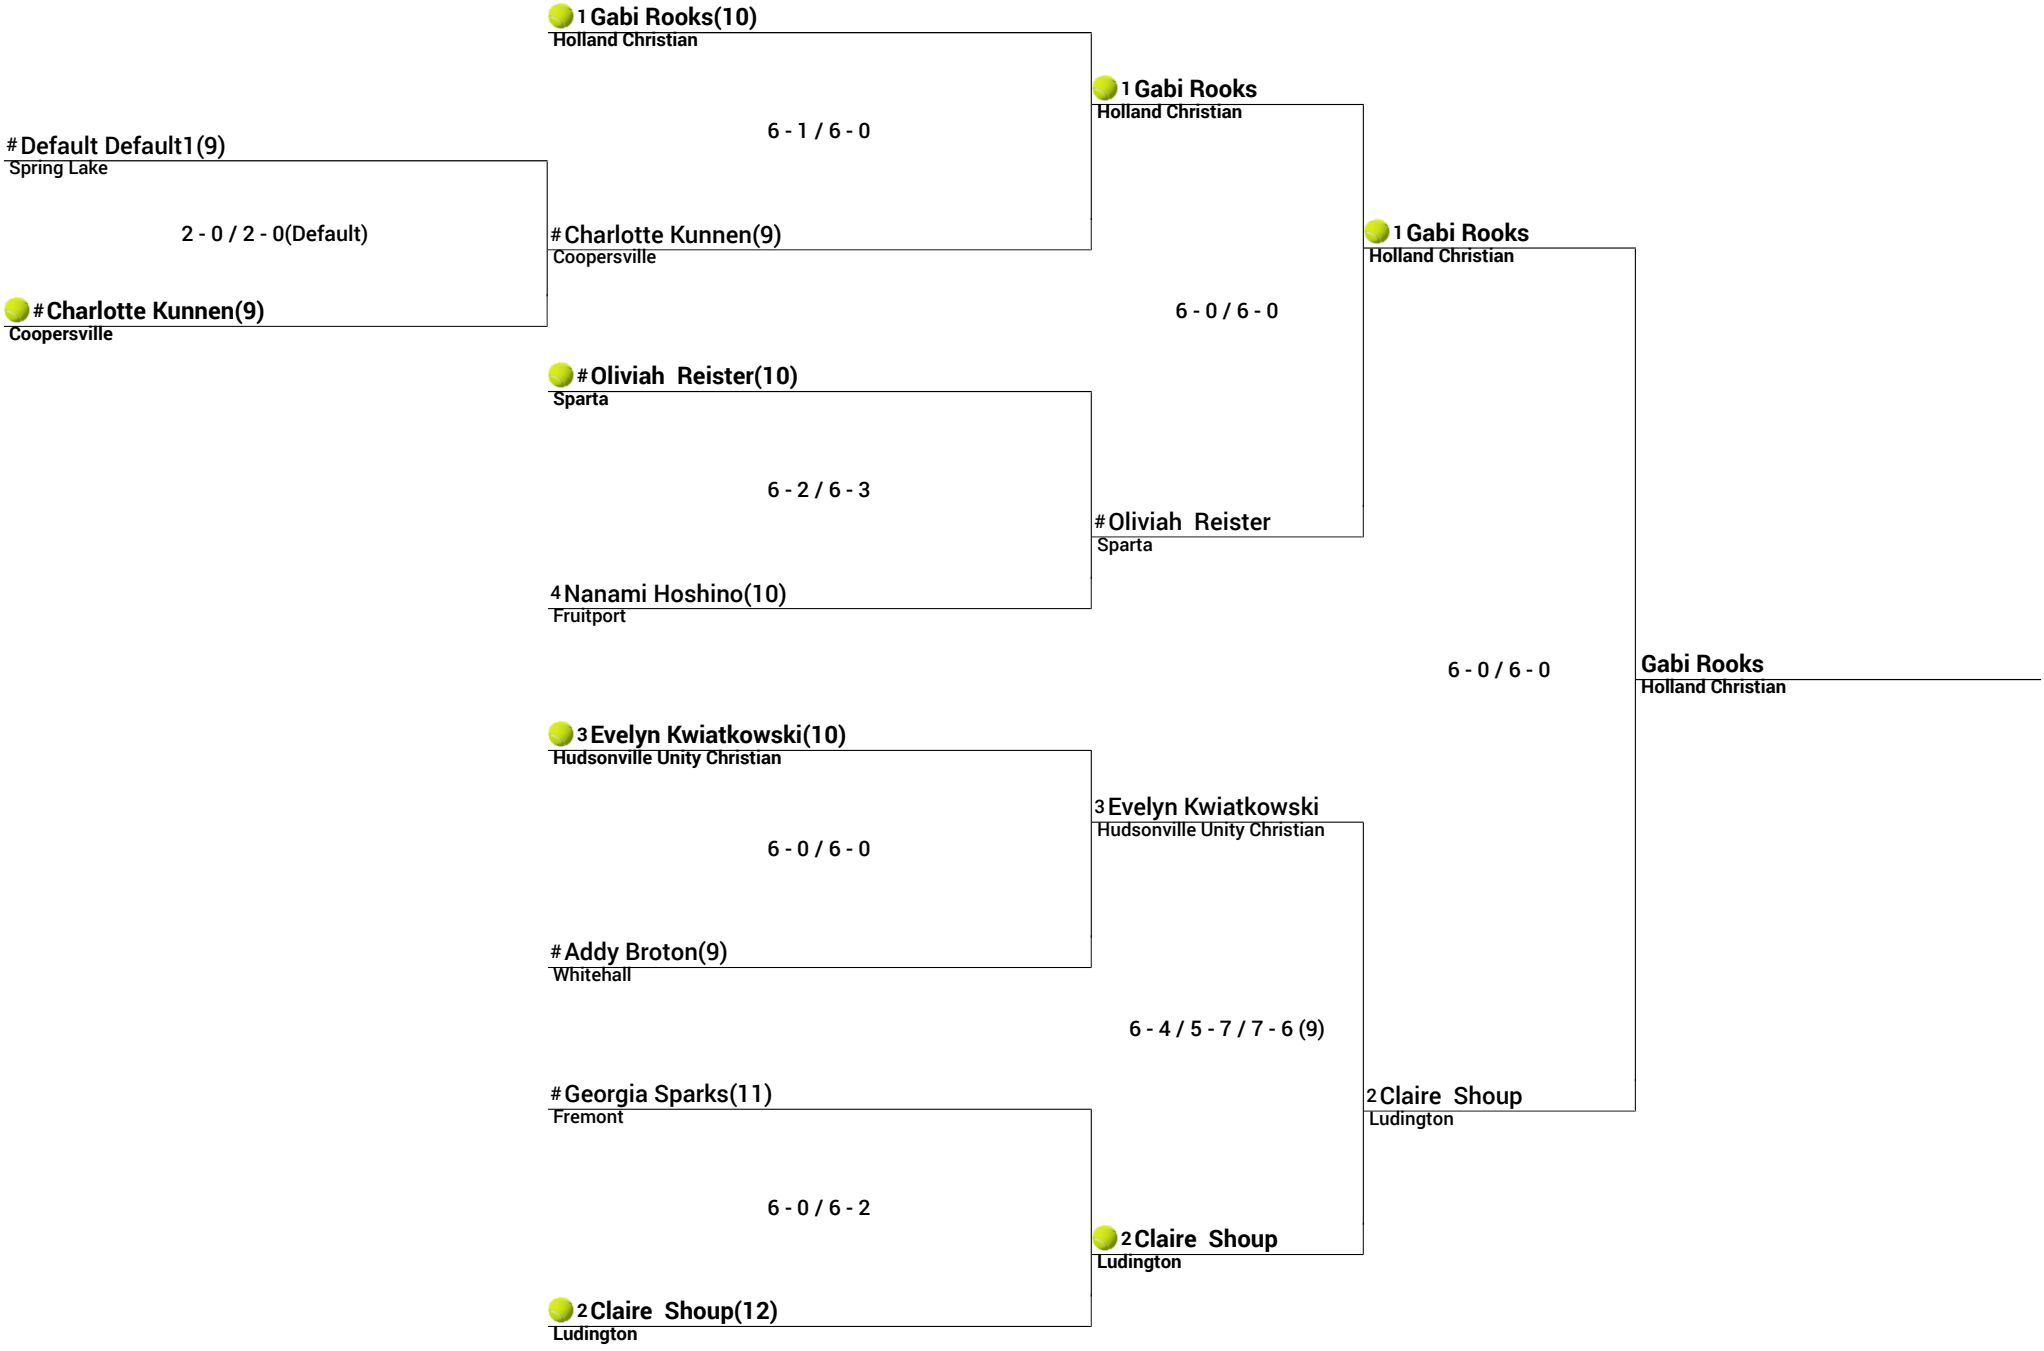 1 Gabi Rooks(10)
Holland Christian
6 - 1 / 6 - 0
# Default Default1(9)
Spring Lake
2 - 0 / 2 - 0(Default)
# Charlotte Kunnen(9)
Coopersville
# Charlotte Kunnen(9)
Coopersville
# Oliviah  Reister(10)
Sparta
6 - 2 / 6 - 3
4 Nanami Hoshino(10)
Fruitport
3 Evelyn Kwiatkowski(10)
Hudsonville Unity Christian
6 - 0 / 6 - 0
# Addy Broton(9)
Whitehall
# Georgia Sparks(11)
Fremont
6 - 0 / 6 - 2
2 Claire  Shoup(12)
Ludington
1 Gabi Rooks
Holland Christian
6 - 0 / 6 - 0
# Oliviah  Reister
Sparta
3 Evelyn Kwiatkowski
Hudsonville Unity Christian
6 - 4 / 5 - 7 / 7 - 6 (9)
2 Claire  Shoup
Ludington
1 Gabi Rooks
Holland Christian
6 - 0 / 6 - 0
2 Claire  Shoup
Ludington
Gabi Rooks
Holland Christian